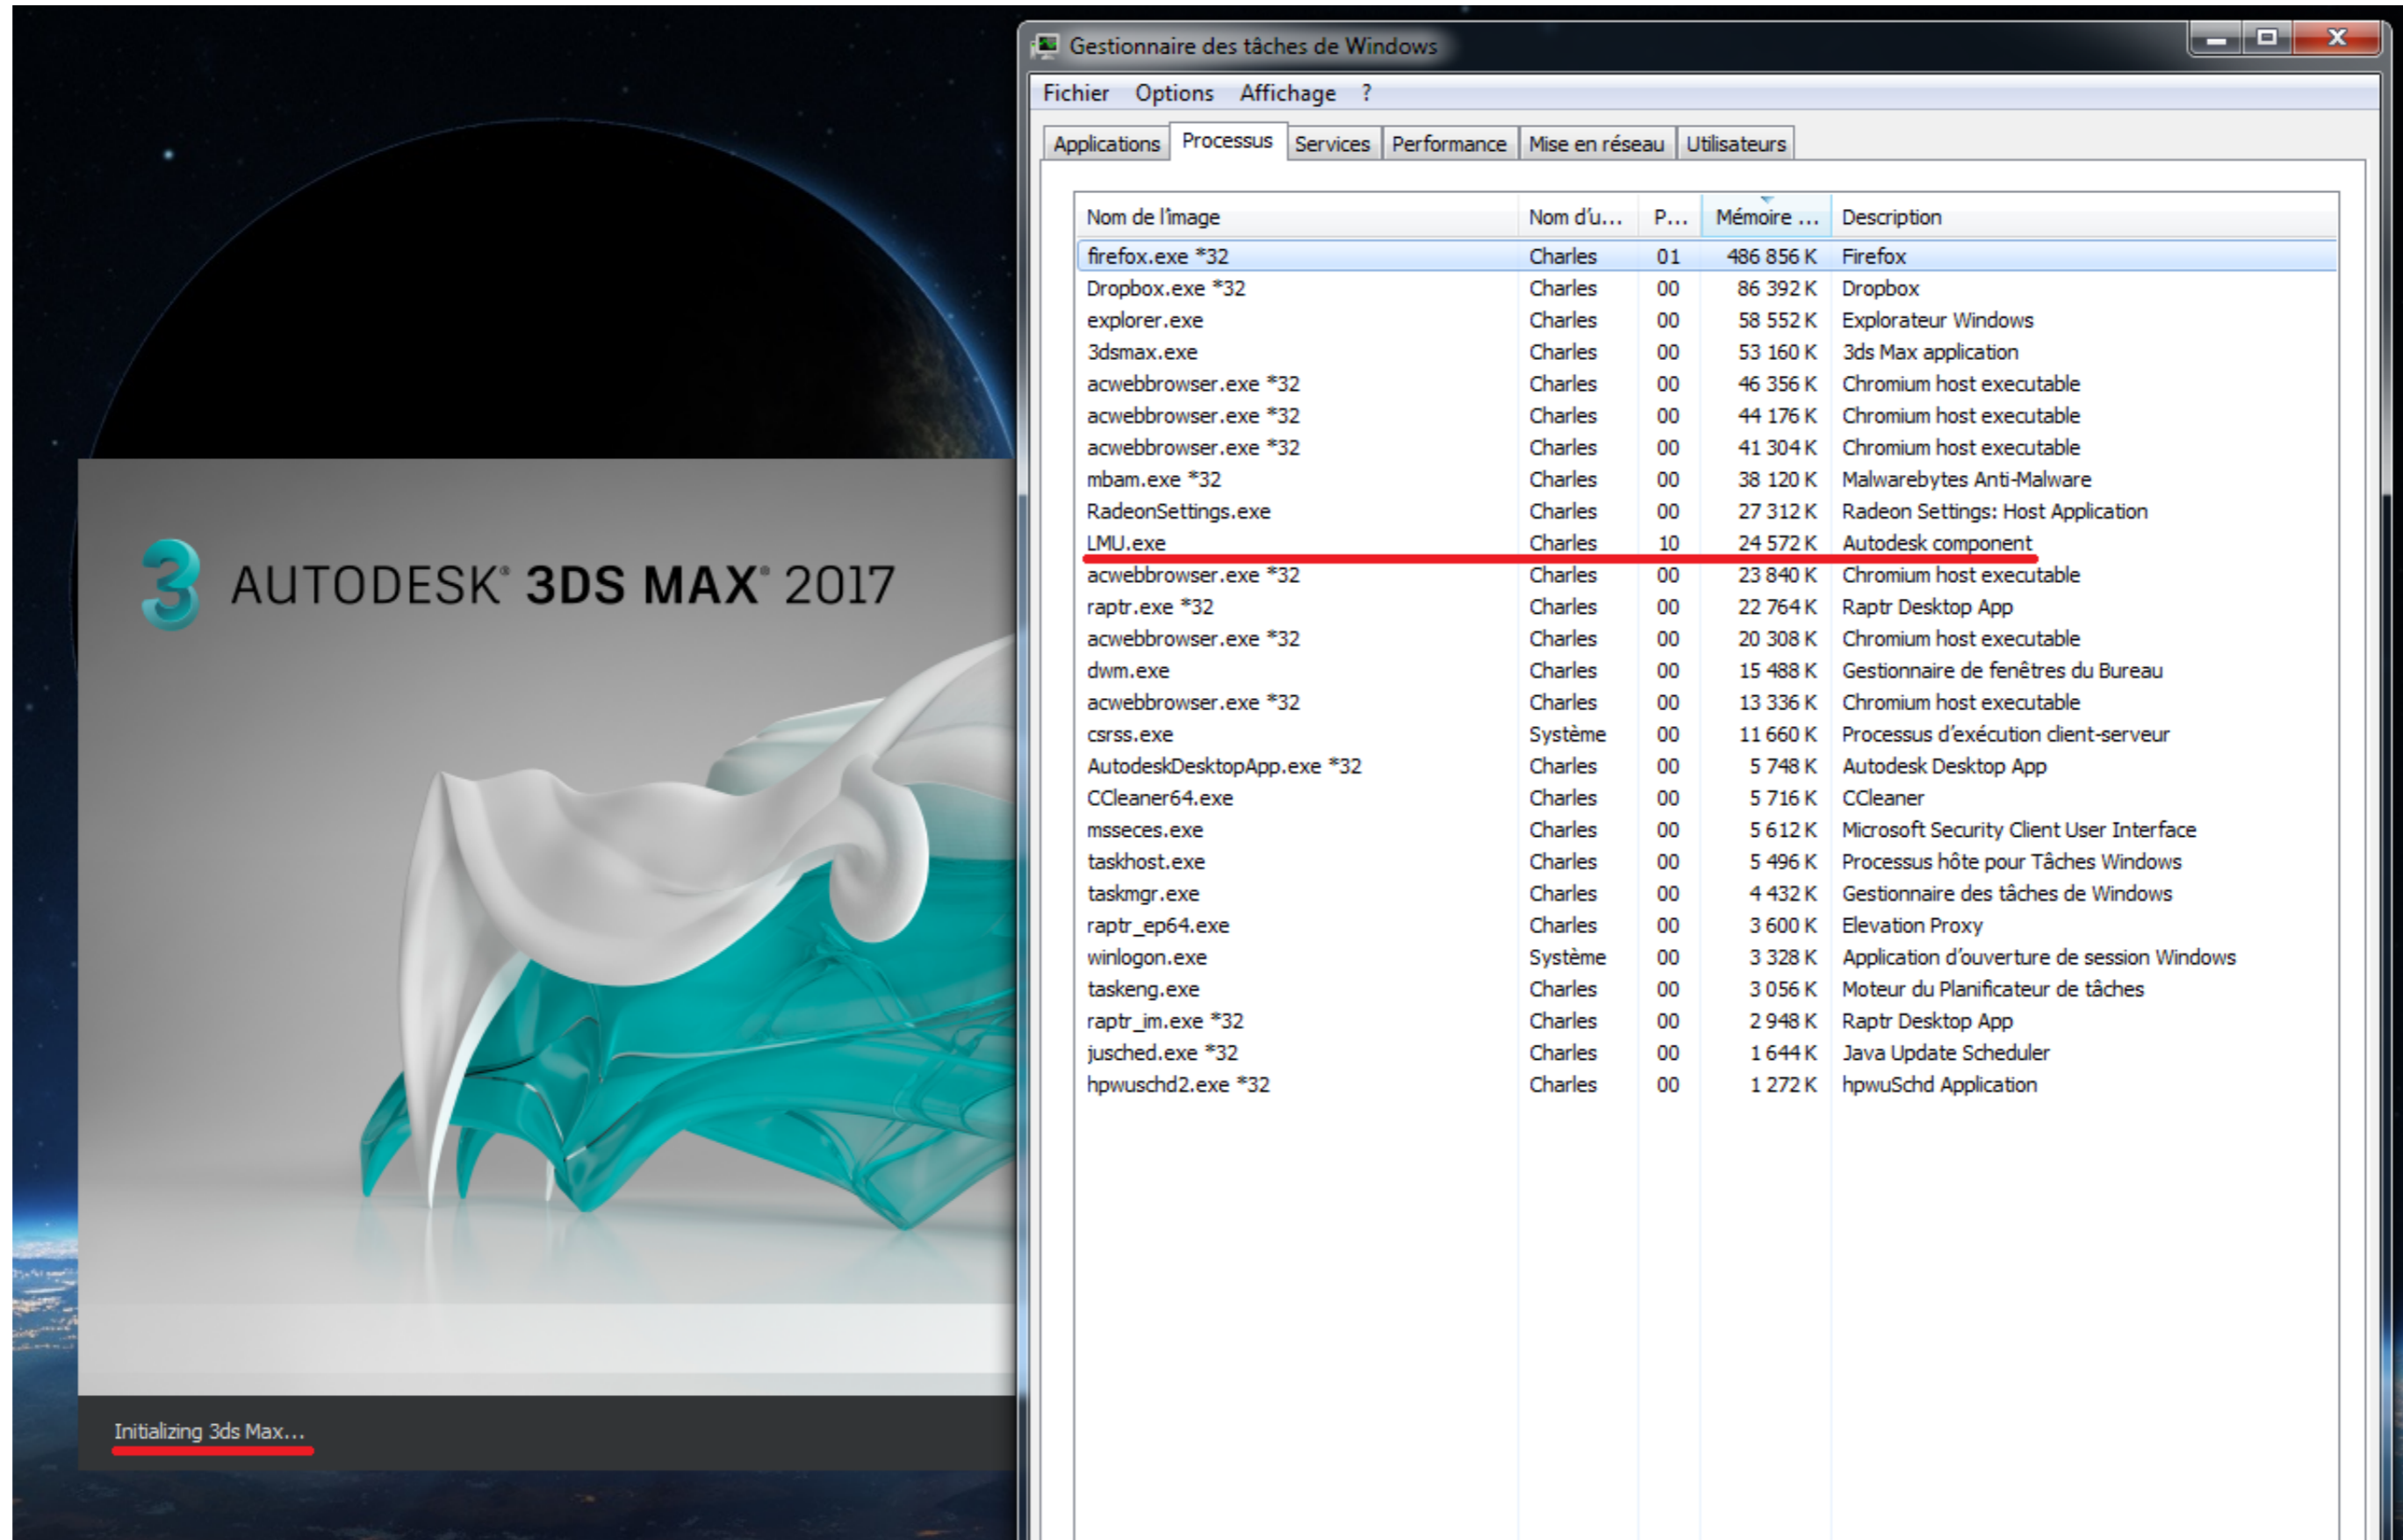 Gestionnaire des tâches de Windows
Fichier Options Affichage ?
Applications Processus Services Performance Mise en réseau Utilisateurs
Nom de l'image Nom d'u... P... Mémoire ... Description
firefox.exe *32 Charles 01 486 856 K Firefox
Dropbox.exe *32 Charles 00 86 392 K Dropbox
explorer.exe Charles 00 58 552 K Explorateur Windows
3dsmax.exe Charles 00 53 160 K 3ds Max application
acwebbrowser.exe *32 Charles 00 46 356 K Chromium host executable
acwebbrowser.exe *32 Charles 00 44 176 K Chromium host executable
acwebbrowser.exe *32 Charles 00 41 304 K Chromium host executable
mbam.exe *32 Charles 00 38 120 K Malwarebytes Anti-Malware
RadeonSettings.exe Charles 00 27 312 K Radeon Settings: Host Application
LMU.exe Charles 10 24 572 K Autodesk component
acwebbrowser.exe *32 Charles 00 23 840 K Chromium host executable
raptr.exe *32 Charles 00 22 764 K Raptr Desktop App
acwebbrowser.exe *32 Charles 00 20 308 K Chromium host executable
dwm.exe Charles 00 15 488 K Gestionnaire de fenêtres du Bureau
acwebbrowser.exe *32 Charles 00 13 336 K Chromium host executable
csrss.exe Système 00 11 660 K Processus d'exécution client-serveur
AutodeskDesktopApp.exe *32 Charles 00 5 748 K Autodesk Desktop App
CCleaner64.exe Charles 00 5 716 K CCleaner
msseces.exe Charles 00 5 612 K Microsoft Security Client User Interface
taskhost.exe Charles 00 5 496 K Processus hôte pour Tâches Windows
taskmgr.exe Charles 00 4 432 K Gestionnaire des tâches de Windows
raptr_ep64.exe Charles 00 3 600 K Elevation Proxy
winlogon.exe Système 00 3 328 K Application d'ouverture de session Windows
taskeng.exe Charles 00 3 056 K Moteur du Planificateur de tâches
raptr_im.exe *32 Charles 00 2 948 K Raptr Desktop App
jusched.exe *32 Charles 00 1 644 K Java Update Scheduler
hpwuschd2.exe *32 Charles 00 1 272 K hpwuSchd Application
3 AUTODESK® 3DS MAX® 2017
Initializing 3ds Max...